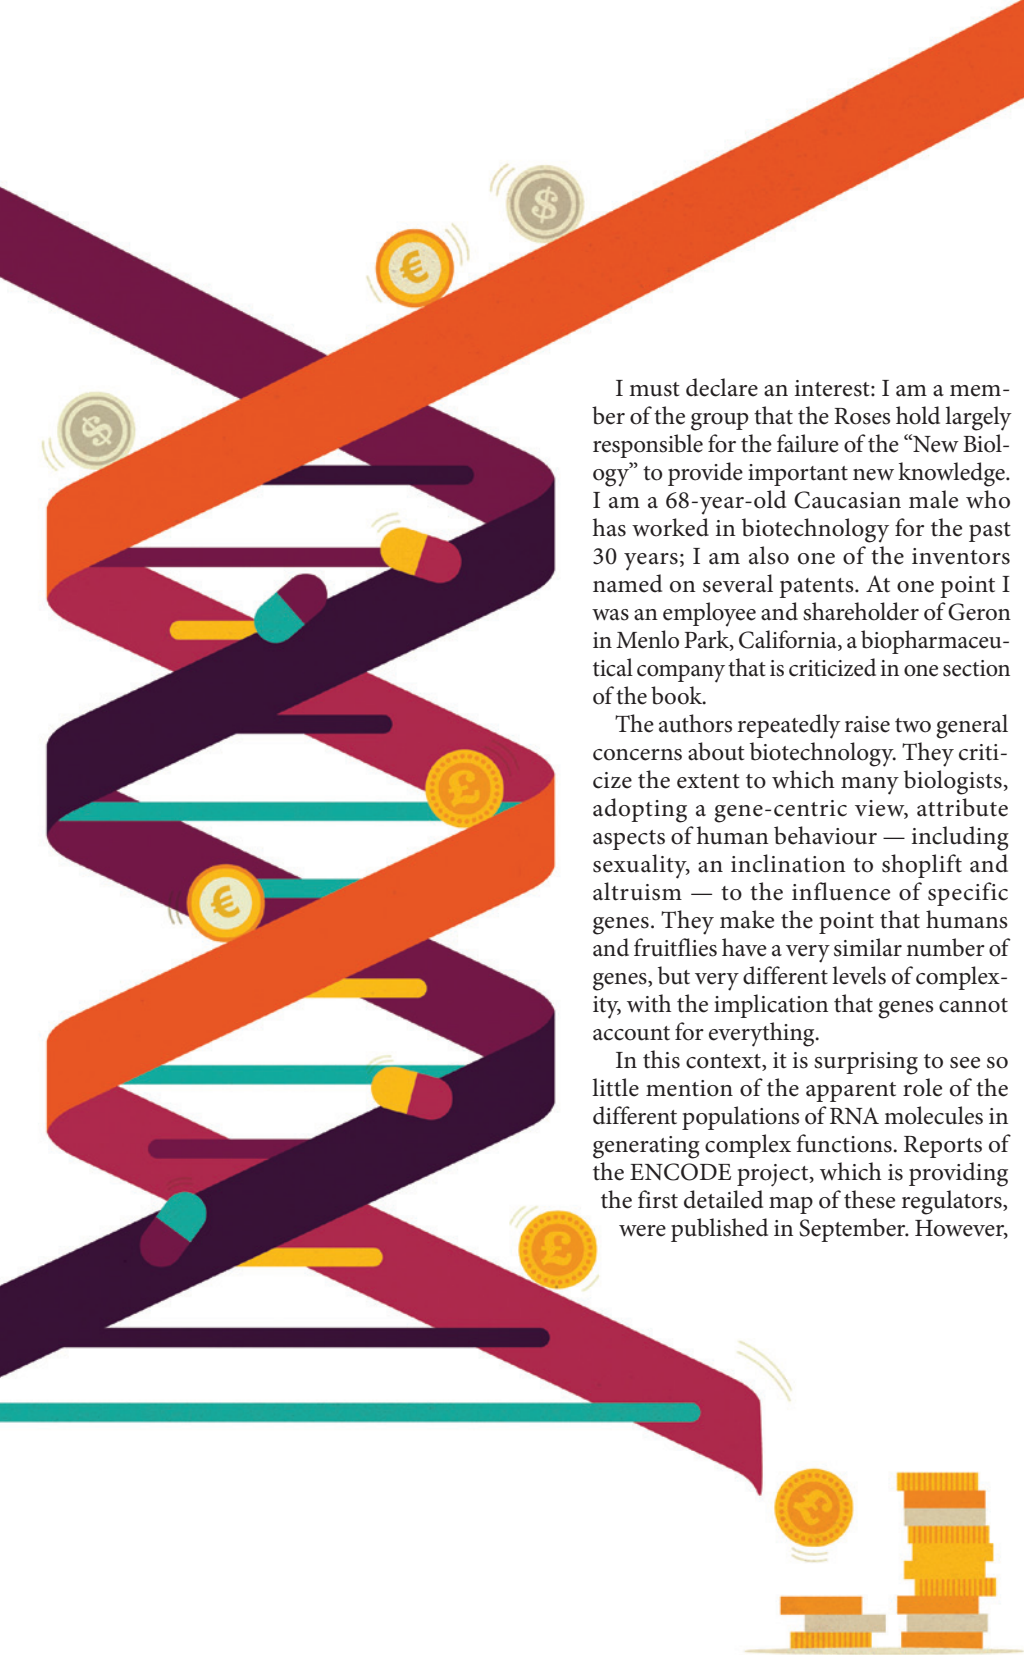 $
€
$
I must declare an interest: I am a mem-
ber of the group that the Roses hold largely
responsible for the failure of the “New Biol-
ogy” to provide important new knowledge.
I am a 68-year-old Caucasian male who
has worked in biotechnology for the past
30 years; I am also one of the inventors
named on several patents. At one point I
was an employee and shareholder of Geron
in Menlo Park, California, a biopharmaceu-
tical company that is criticized in one section
of the book.
The authors repeatedly raise two general
concerns about biotechnology. They criti-
cize the extent to which many biologists,
adopting a gene-centric view, attribute
aspects of human behaviour — including
sexuality, an inclination to shoplift and
altruism — to the influence of specific
genes. They make the point that humans
and fruitflies have a very similar number of
genes, but very different levels of complex-
ity, with the implication that genes cannot
account for everything.
In this context, it is surprising to see so
little mention of the apparent role of the
different populations of RNA molecules in
generating complex functions. Reports of
the ENCODE project, which is providing
the first detailed map of these regulators,
were published in September. However,
£
€
£
£